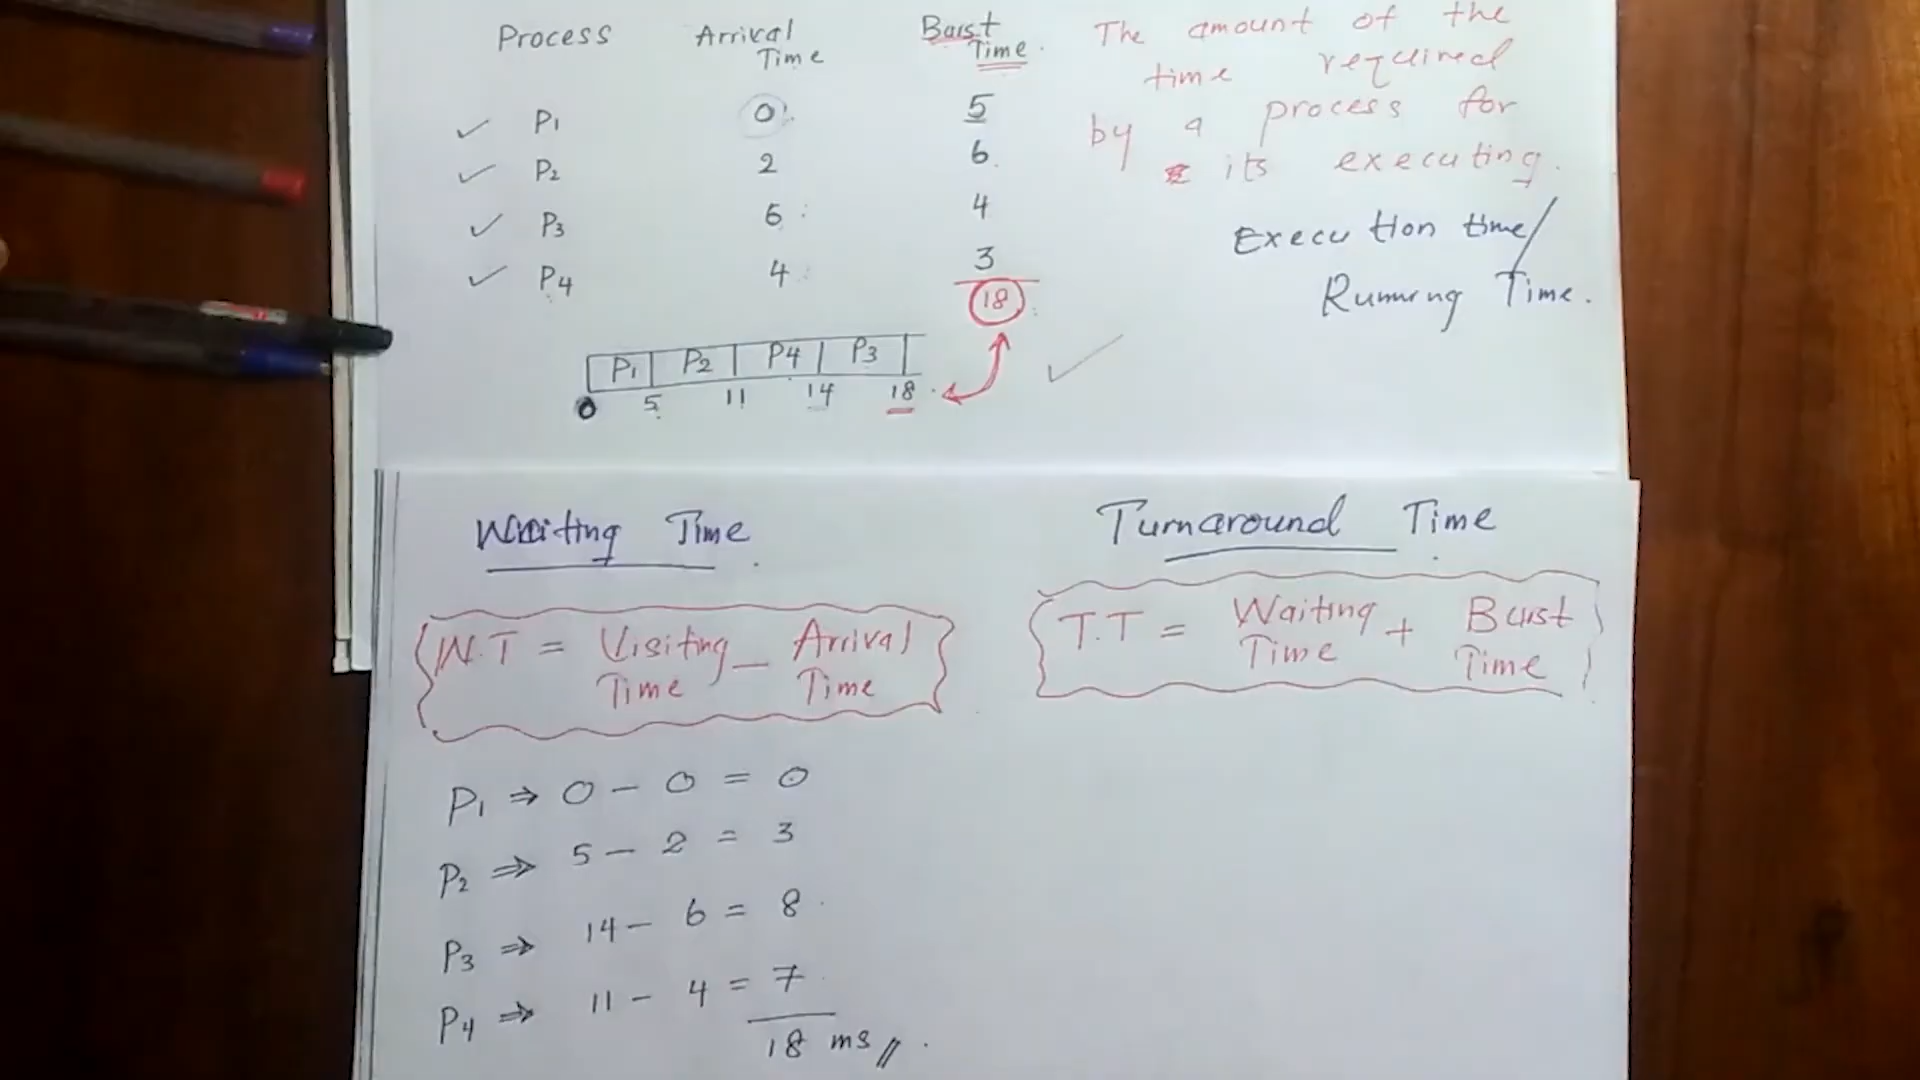 Process Arrival Time Burst Time.
P1 0 5
P2 2 6
P3 6 4
P4 4 3
18
The amount of the
time required
by a process for
its executing.
Execution time/
Running Time.
P1 P2 P4 P3
0 5 11 14 18
Waiting Time
W.T = Visiting Time - Arrival Time
P1 ⇒ 0 - 0 = 0
P2 ⇒ 5 - 2 = 3
P3 ⇒ 14 - 6 = 8
P4 ⇒ 11 - 4 = 7
18 ms
Turnaround Time
T.T = Waiting Time + Burst Time